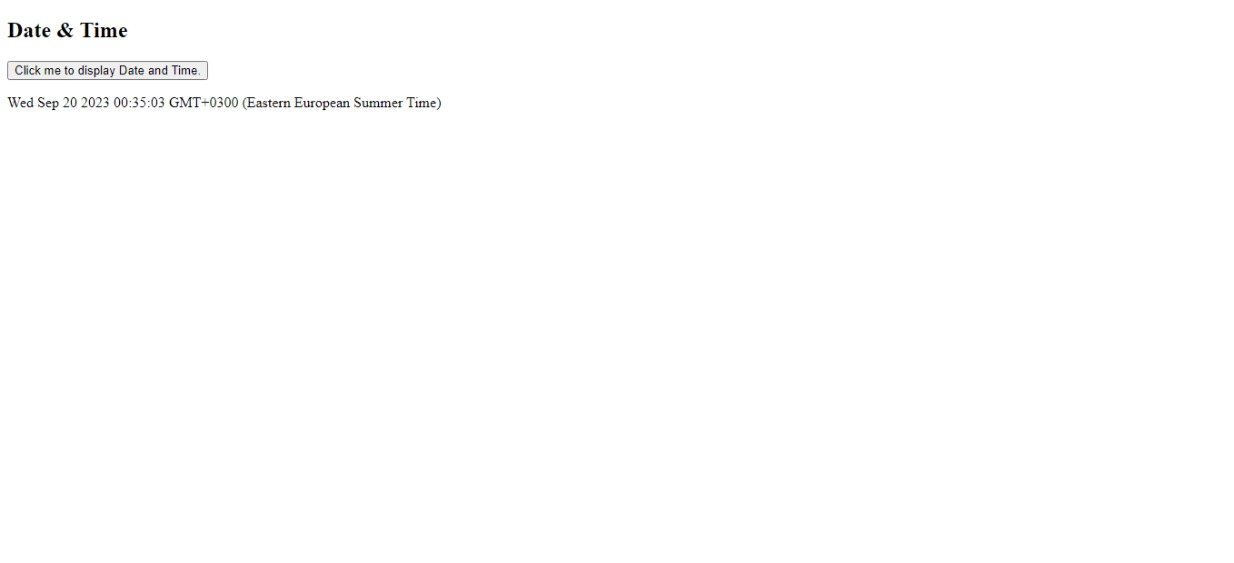 Date & Time
Click me to display Date and Time.
Wed Sep 20 2023 00:35:03 GMT+0300 (Eastern European Summer Time)